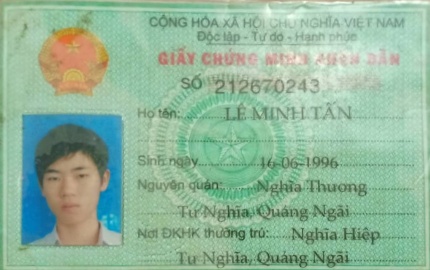 CỘNG HÒA XÃ HỘI CHỦ NGHĨA VIỆT NAM
Độc lập - Tự do - Hạnh phúc
GIẤY CHỨNG MINH NHÂN DÂN
SỐ 212670243
Họ tên: LÊ MINH TẤN
Sinh ngày 16-06-1996
Nguyên quán: Nghĩa Thương
Tư Nghĩa, Quảng Ngãi
Nơi ĐKHK thường trú: Nghĩa Hiệp
Tư Nghĩa, Quảng Ngãi